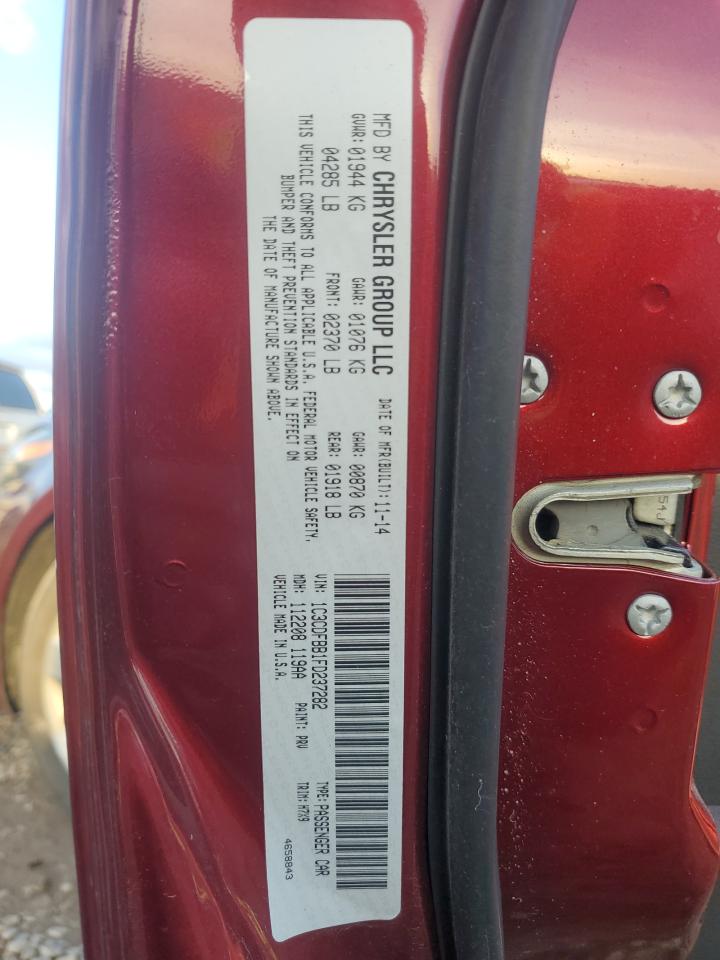 MFD BY CHRYSLER GROUP LLC DATE OF MFR(BUILT): 11-14
GVWR: 01944 KG GAWR: 01076 KG GAWR: 00870 KG
04285 LB FRONT: 02370 LB REAR: 01918 LB
THIS VEHICLE CONFORMS TO ALL APPLICABLE U.S.A. FEDERAL MOTOR VEHICLE SAFETY,
BUMPER AND THEFT PREVENTION STANDARDS IN EFFECT ON
THE DATE OF MANUFACTURE SHOWN ABOVE.
VIN: 1C3CDFBB1FD237282 TYPE: PASSENGER CAR
MDH: 112208 119AA PAINT: PRV TRIM: H7X9
VEHICLE MADE IN U.S.A.
4658843
54J